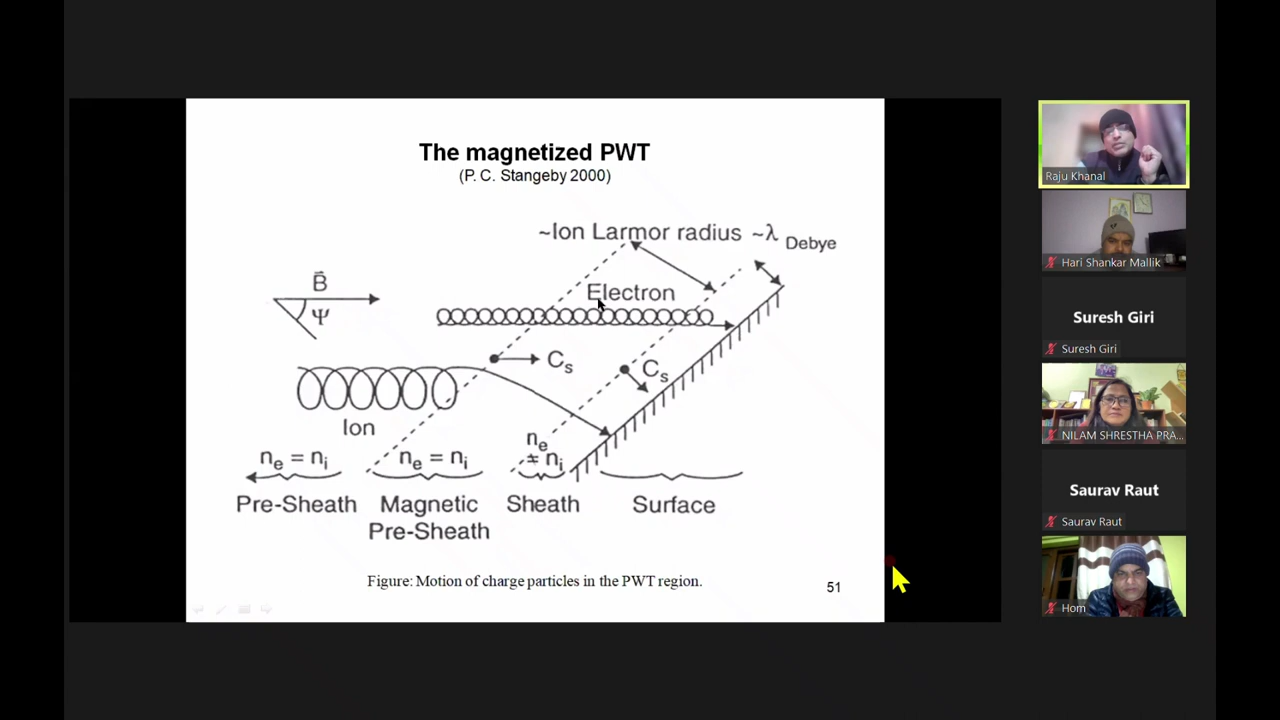 The magnetized PWT
(P. C. Stangeby 2000)
~Ion Larmor radius ~λ Debye
B⃗
Ψ
Electron
Cs
Cs
Ion
ne = ni
ne = ni
ne
≠ ni
Pre-Sheath
Magnetic
Pre-Sheath
Sheath
Surface
Figure: Motion of charge particles in the PWT region.
51
Raju Khanal
Hari Shankar Mallik
Suresh Giri
Suresh Giri
NILAM SHRESTHA PRA...
Saurav Raut
Saurav Raut
Hom